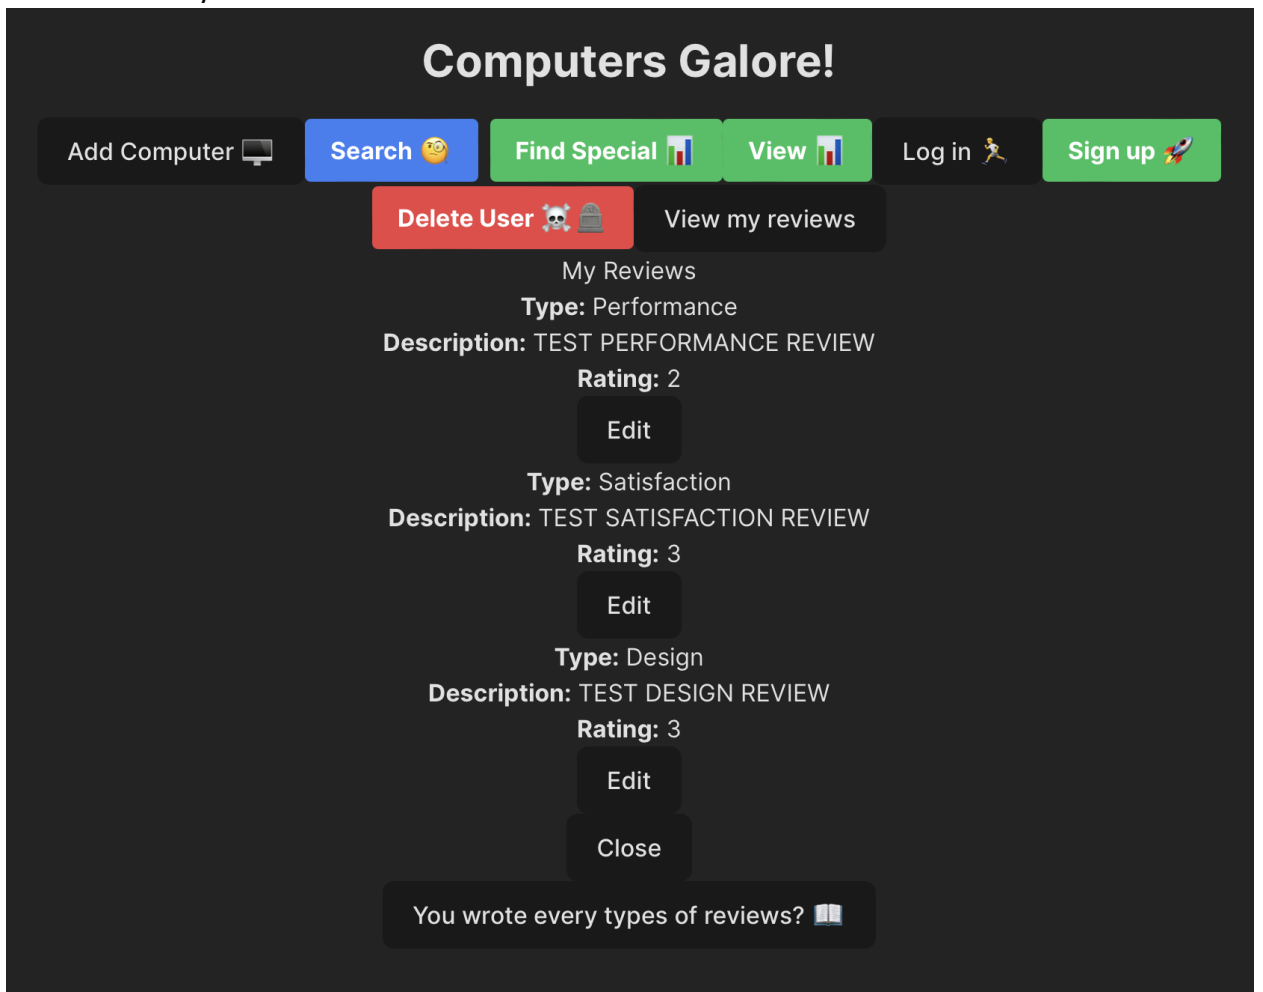 Computers Galore!
Add Computer 🖥️ Search 🧐 Find Special 📊 View 📊 Log in 🏃 Sign up 🚀
Delete User ☠️🪦 View my reviews
My Reviews
Type: Performance
Description: TEST PERFORMANCE REVIEW
Rating: 2
Edit
Type: Satisfaction
Description: TEST SATISFACTION REVIEW
Rating: 3
Edit
Type: Design
Description: TEST DESIGN REVIEW
Rating: 3
Edit
Close
You wrote every types of reviews? 📖